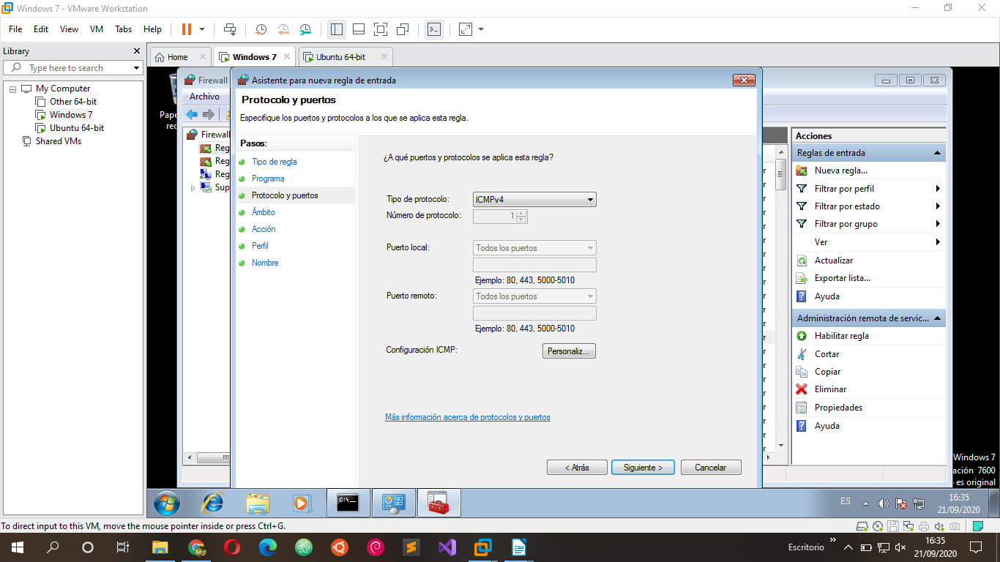 Windows 7 - VMware Workstation
File Edit View VM Tabs Help
Library
Type here to search
My Computer
Other 64-bit
Windows 7
Ubuntu 64-bit
Shared VMs
Home
Windows 7
Ubuntu 64-bit
Firewall
Archivo
Firewall
Reg
Reg
Reg
Sup
Asistente para nueva regla de entrada
Protocolo y puertos
Especifique los puertos y protocolos a los que se aplica esta regla.
Pasos:
Tipo de regla
Programa
Protocolo y puertos
Ámbito
Acción
Perfil
Nombre
¿A qué puertos y protocolos se aplica esta regla?
Tipo de protocolo: ICMPv4
Número de protocolo: 1
Puerto local: Todos los puertos
Ejemplo: 80, 443, 5000-5010
Puerto remoto: Todos los puertos
Ejemplo: 80, 443, 5000-5010
Configuración ICMP: Personaliz...
Más información acerca de protocolos y puertos
< Atrás Siguiente > Cancelar
Acciones
Reglas de entrada
Nueva regla...
Filtrar por perfil
Filtrar por estado
Filtrar por grupo
Ver
Actualizar
Exportar lista...
Ayuda
Administración remota de servic...
Habilitar regla
Cortar
Copiar
Eliminar
Propiedades
Ayuda
Windows 7
ación 7600
es original
ES
16:35
21/09/2020
To direct input to this VM, move the mouse pointer inside or press Ctrl+G.
Escritorio
16:35
21/09/2020